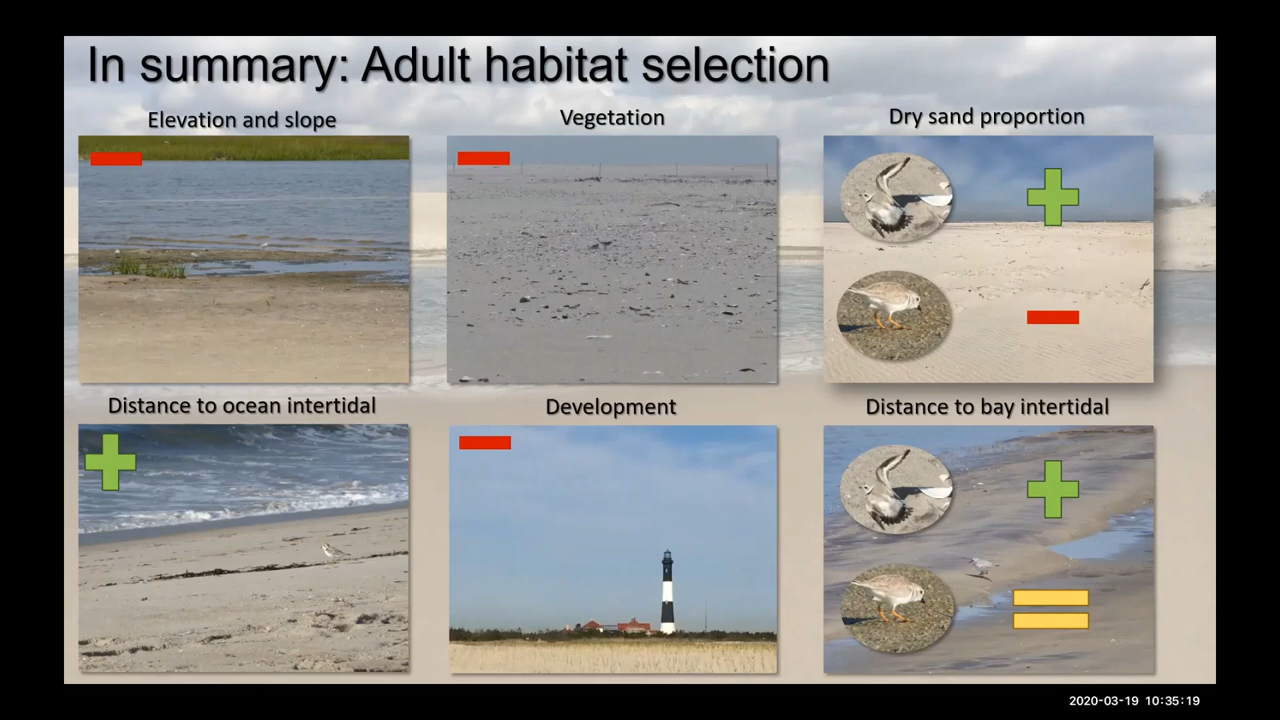 In summary: Adult habitat selection
Elevation and slope
Vegetation
Dry sand proportion
Distance to ocean intertidal
Development
Distance to bay intertidal
2020-03-19 10:35:19